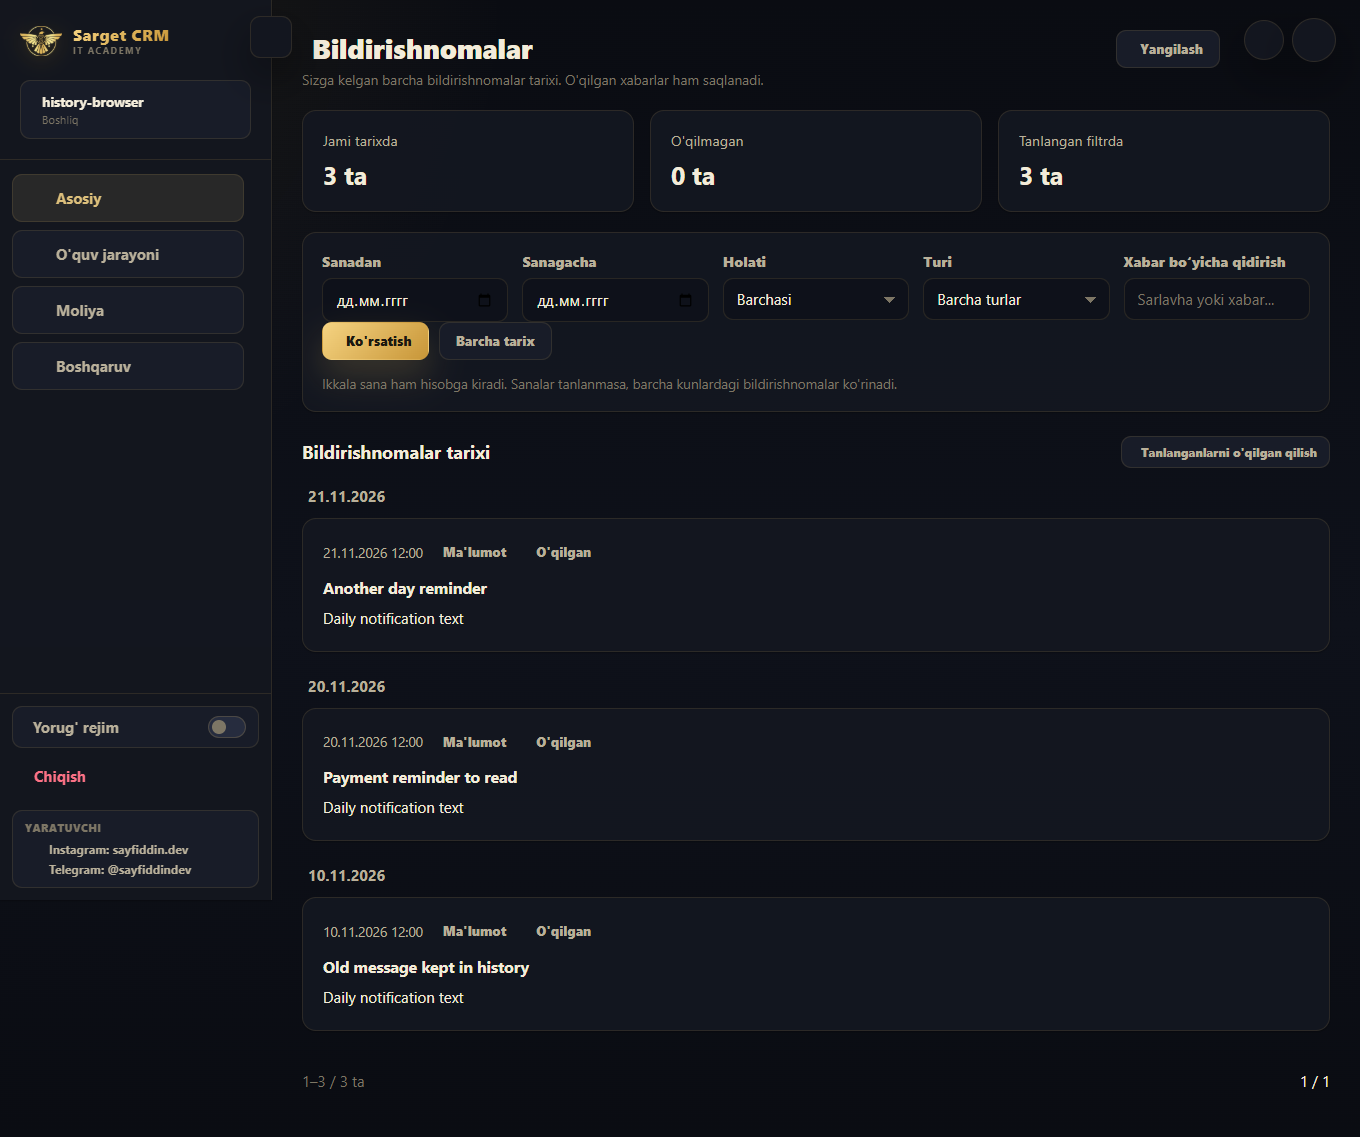 Sarget CRM
IT ACADEMY
history-browser
Boshliq
Asosiy
O'quv jarayoni
Moliya
Boshqaruv
Yorug' rejim
Chiqish
YARATUVCHI
Instagram: sayfiddin.dev
Telegram: @sayfiddindev
Bildirishnomalar
Yangilash
Sizga kelgan barcha bildirishnomalar tarixi. O'qilgan xabarlar ham saqlanadi.
Jami tarixda
3 ta
O'qilmagan
0 ta
Tanlangan filtrda
3 ta
Sanadan
Sanagacha
Holati
Turi
Xabar bo‘yicha qidirish
дд.мм.гггг
дд.мм.гггг
Barchasi
Barcha turlar
Sarlavha yoki xabar...
Ko'rsatish
Barcha tarix
Ikkala sana ham hisobga kiradi. Sanalar tanlanmasa, barcha kunlardagi bildirishnomalar ko'rinadi.
Bildirishnomalar tarixi
Tanlanganlarni o'qilgan qilish
21.11.2026
21.11.2026 12:00 Ma'lumot O'qilgan
Another day reminder
Daily notification text
20.11.2026
20.11.2026 12:00 Ma'lumot O'qilgan
Payment reminder to read
Daily notification text
10.11.2026
10.11.2026 12:00 Ma'lumot O'qilgan
Old message kept in history
Daily notification text
1–3 / 3 ta
1 / 1